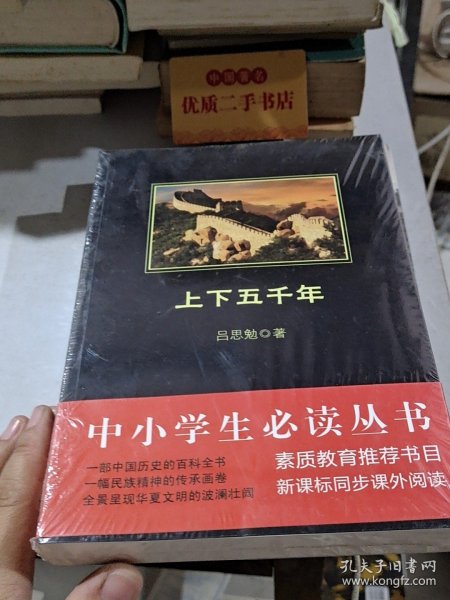 中国著名
优质二手书店
上下五千年
吕思勉◎著
中小学生必读丛书
一部中国历史的百科全书
一幅民族精神的传承画卷
全景呈现华夏文明的波澜壮阔
素质教育推荐书目
新课标同步课外阅读
孔夫子旧书网
www.kongfz.com